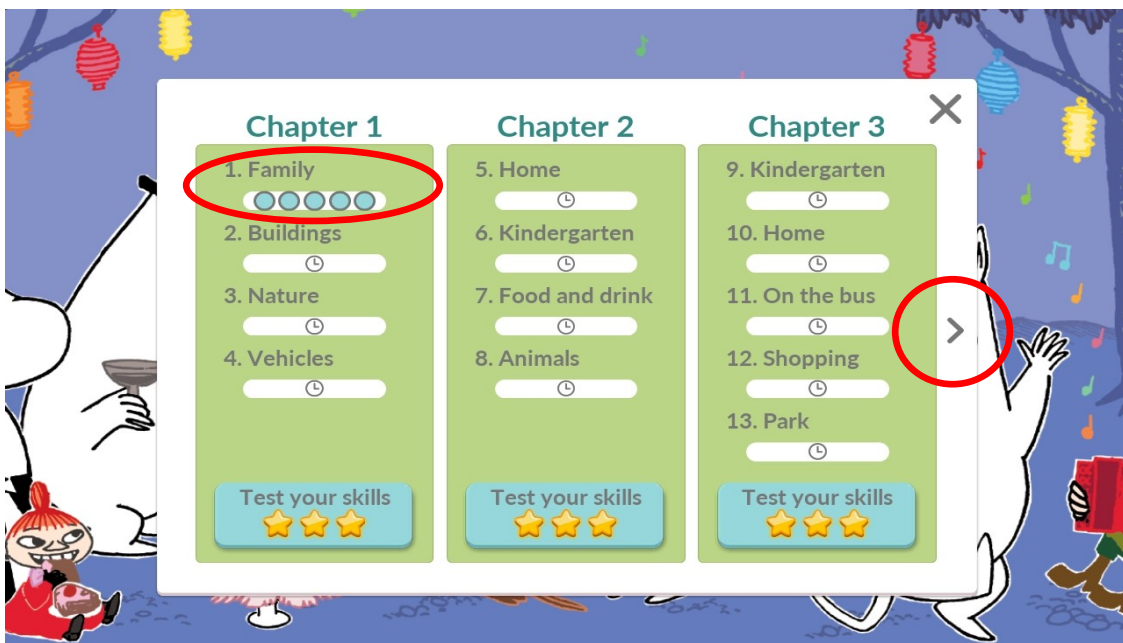 Chapter 1
1. Family
2. Buildings
3. Nature
4. Vehicles
Test your skills
Chapter 2
5. Home
6. Kindergarten
7. Food and drink
8. Animals
Test your skills
Chapter 3
9. Kindergarten
10. Home
11. On the bus
12. Shopping
13. Park
Test your skills